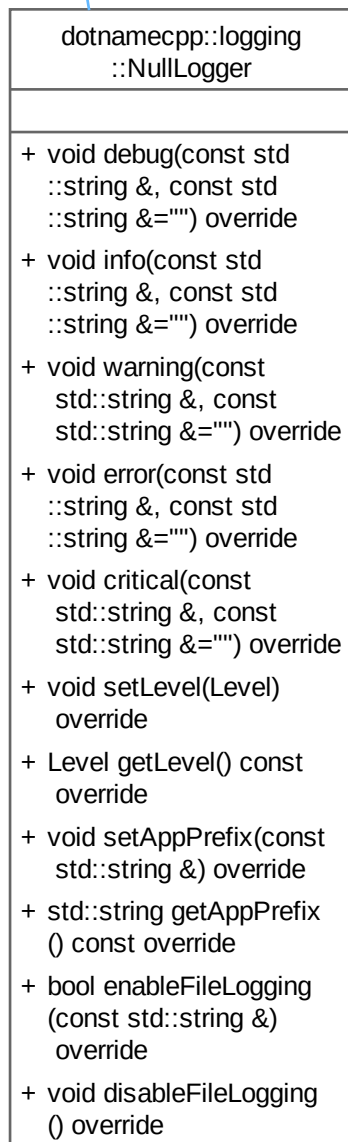 dotnamecpp::logging
::NullLogger
+ void debug(const std
::string &, const std
::string &="") override
+ void info(const std
::string &, const std
::string &="") override
+ void warning(const
std::string &, const
std::string &="") override
+ void error(const std
::string &, const std
::string &="") override
+ void critical(const
std::string &, const
std::string &="") override
+ void setLevel(Level)
override
+ Level getLevel() const
override
+ void setAppPrefix(const
std::string &) override
+ std::string getAppPrefix
() const override
+ bool enableFileLogging
(const std::string &)
override
+ void disableFileLogging
() override